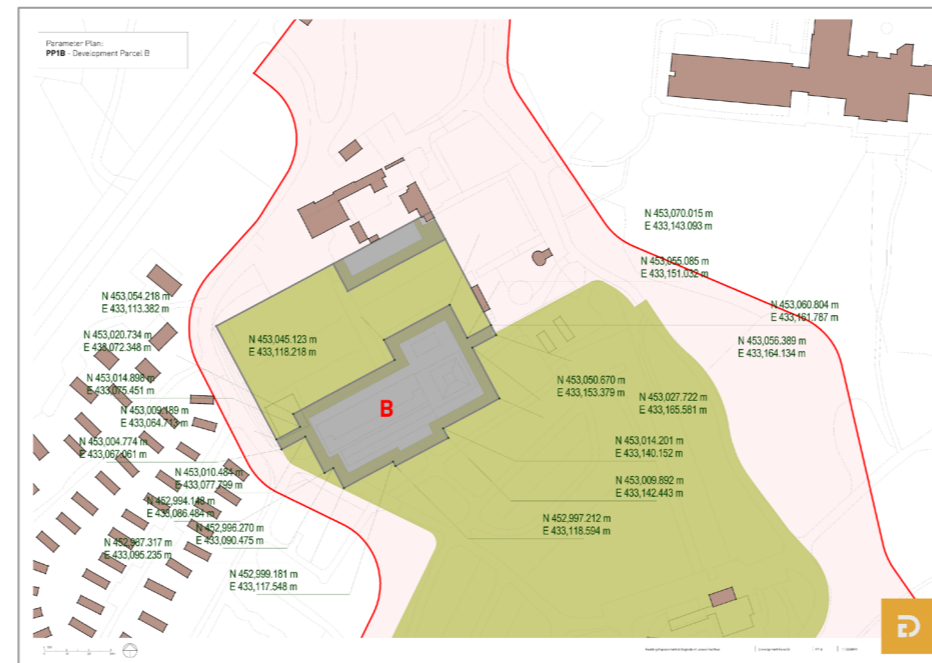 Parameter Plan:
PP1B - Development Parcel B
N 453,070.015 m
E 433,143.093 m
N 453,055.085 m
E 433,151.032 m
N 453,054.218 m
E 433,113.382 m
N 453,060.804 m
E 433,161.787 m
N 453,020.734 m
E 433,072.348 m
N 453,045.123 m
E 433,118.218 m
N 453,056.389 m
E 433,164.134 m
N 453,014.898 m
E 433,075.451 m
N 453,050.670 m
E 433,153.379 m
N 453,027.722 m
E 433,165.581 m
B
N 453,009.189 m
E 433,064.713 m
N 453,004.774 m
E 433,067.061 m
N 453,014.201 m
E 433,140.152 m
N 453,010.484 m
E 433,077.799 m
N 453,009.892 m
E 433,142.443 m
N 452,994.148 m
E 433,086.484 m
N 452,997.212 m
E 433,118.594 m
N 452,996.270 m
E 433,090.475 m
N 452,987.317 m
E 433,095.235 m
N 452,999.181 m
E 433,117.548 m